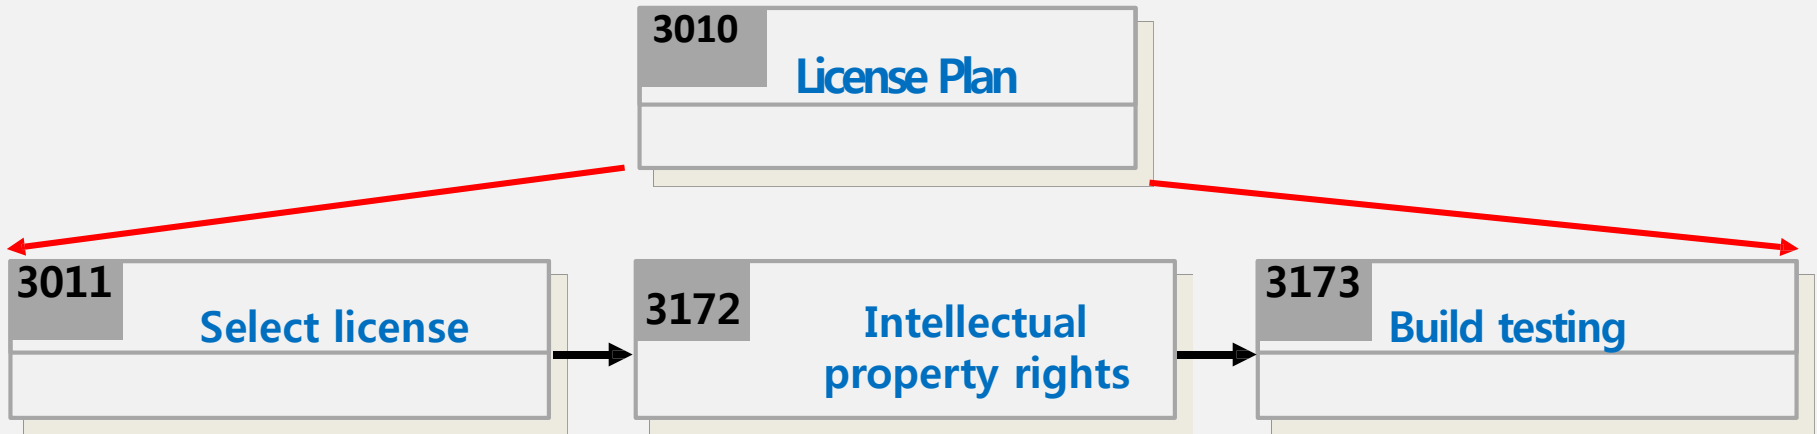 3010
License Plan
3011
Select license
3172
Intellectual
property rights
3173
Build testing